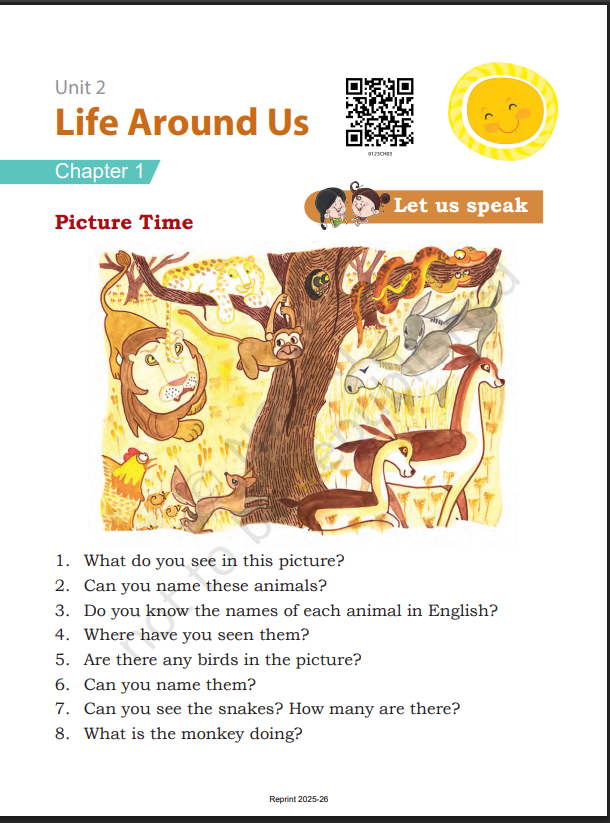 Unit 2
Life Around Us
0123CH03
Chapter 1
Let us speak
Picture Time
1. What do you see in this picture?
2. Can you name these animals?
3. Do you know the names of each animal in English?
4. Where have you seen them?
5. Are there any birds in the picture?
6. Can you name them?
7. Can you see the snakes? How many are there?
8. What is the monkey doing?
Reprint 2025-26